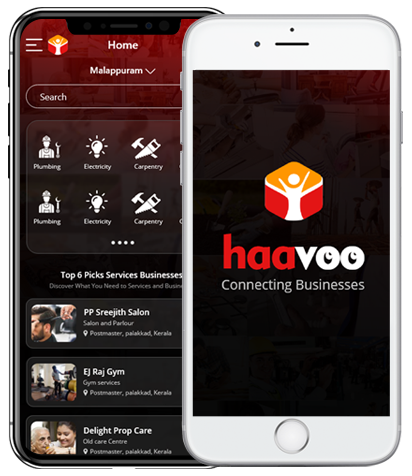 Home
Malappuram
Search
Plumbing Electricity Carpentry
Plumbing Electricity Carpentry
Top 6 Picks Services Businesses
Discover What You Need to Services and Busin
PP Sreejith Salon
Salon and Parlour
Postmaster, palakkad, Kerala
EJ Raj Gym
Gym services
Postmaster, palakkad, Kerala
Delight Prop Care
Old care Centre
Postmaster, palakkad, Kerala
haavoo
Connecting Businesses